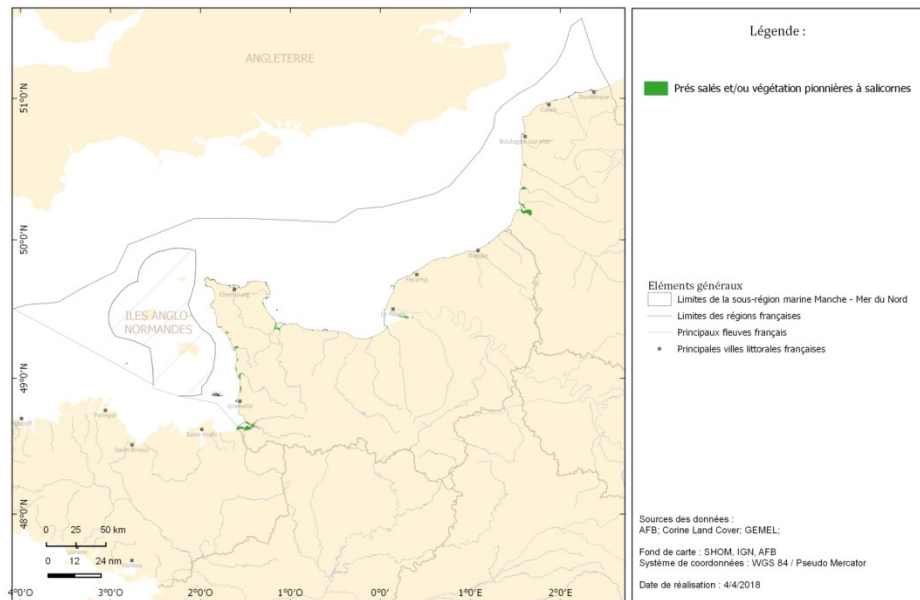 ANGLETERRE
51°0'N
50°0'N
49°0'N
48°0'N
Dunkerque
Calais
Boulogne-sur-mer
Dieppe
Fécamp
Le Havre
Cherbourg
ILES ANGLO-
NORMANDES
Granville
Saint-malo
Paimpol
Saint-Brieuc
Lorient
Vannes
0 25 50 km
0 12 24 nm
4°0'O 3°0'O 2°0'O 1°0'O 0°0' 1°0'E 2°0'E
Légende :
Prés salés et/ou végétation pionnières à salicornes
Eléments généraux
Limites de la sous-région marine Manche - Mer du Nord
Limites des régions françaises
Principaux fleuves français
Principales villes littorales françaises
Sources des données :
AFB; Corine Land Cover; GEMEL;
Fond de carte : SHOM, IGN, AFB
Système de coordonnées : WGS 84 / Pseudo Mercator
Date de réalisation : 4/4/2018